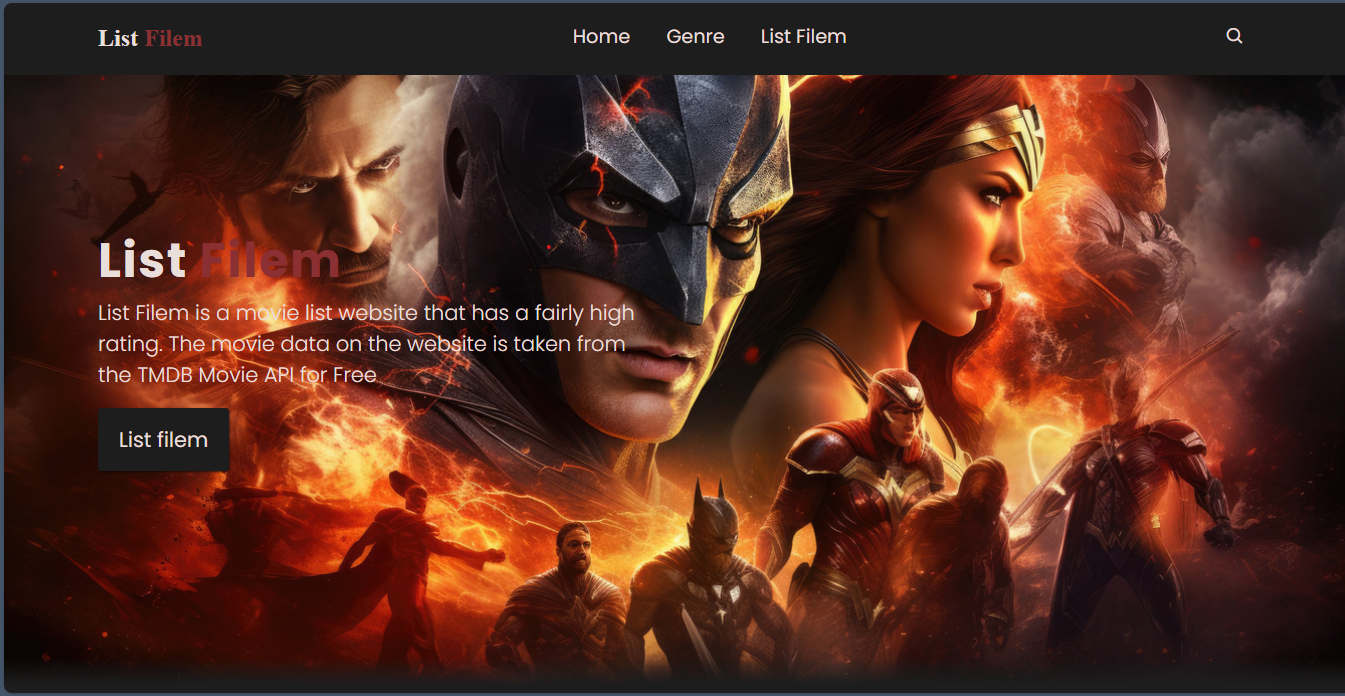 List Filem
Home Genre List Filem
List Filem
List Filem is a movie list website that has a fairly high
rating. The movie data on the website is taken from
the TMDB Movie API for Free
List filem